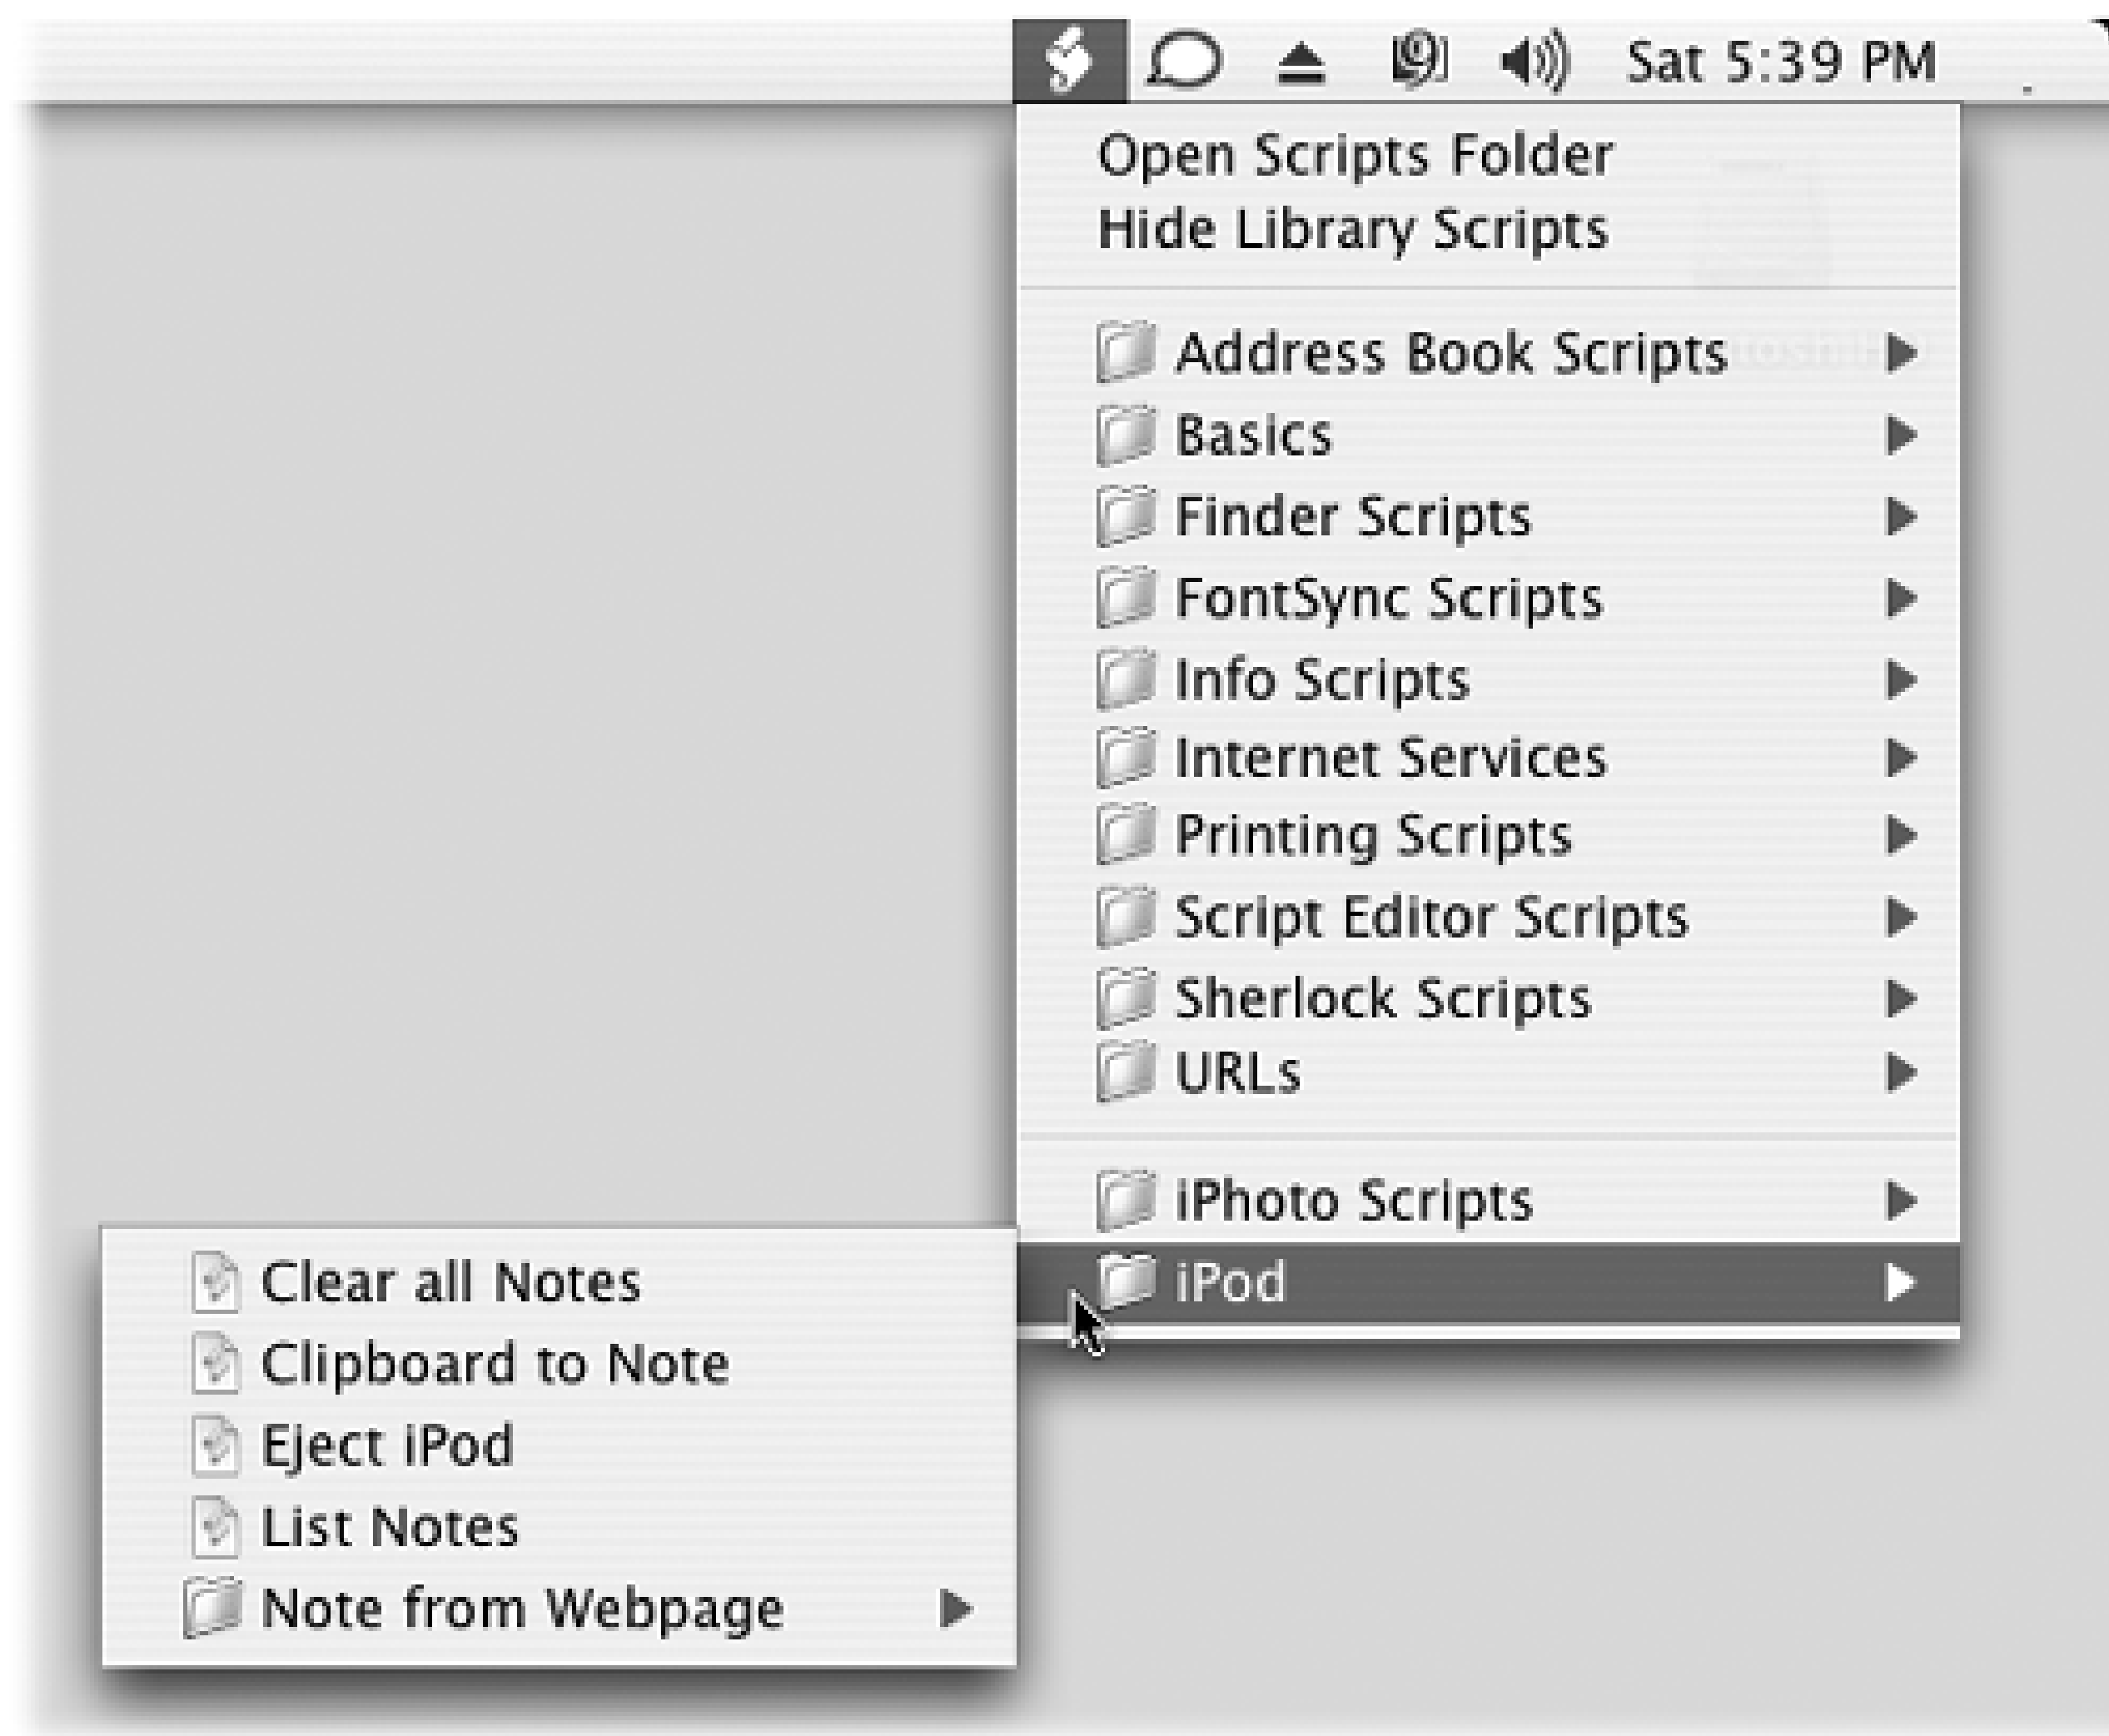 Sat 5:39 PM
Open Scripts Folder
Hide Library Scripts
Address Book Scripts
Basics
Finder Scripts
FontSync Scripts
Info Scripts
Internet Services
Printing Scripts
Script Editor Scripts
Sherlock Scripts
URLs
iPhoto Scripts
iPod
Clear all Notes
Clipboard to Note
Eject iPod
List Notes
Note from Webpage